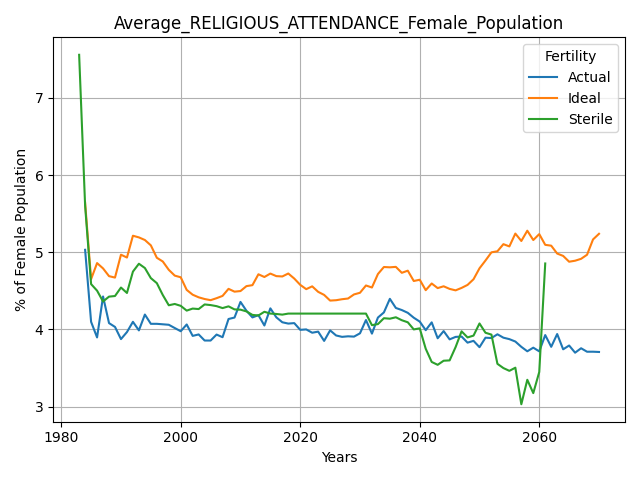 Average_RELIGIOUS_ATTENDANCE_Female_Population
Fertility
Actual
Ideal
Sterile
% of Female Population
7
6
5
4
3
1980
2000
2020
2040
2060
Years